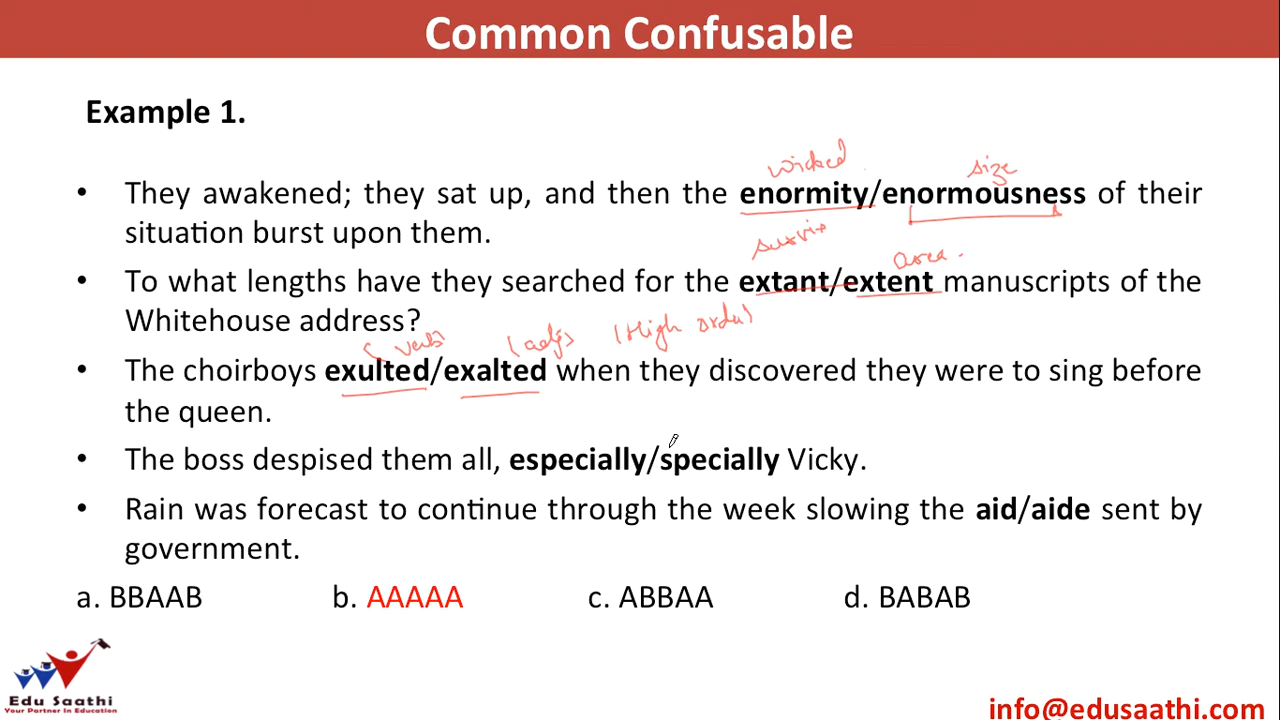 Common Confusable
Example 1.
wicked
size
• They awakened; they sat up, and then the enormity/enormousness of their
situation burst upon them.
area.
• To what lengths have they searched for the extant/extent manuscripts of the
Whitehouse address?
verb (adj) (High order)
• The choirboys exulted/exalted when they discovered they were to sing before
the queen.
• The boss despised them all, especially/specially Vicky.
• Rain was forecast to continue through the week slowing the aid/aide sent by
government.
a. BBAAB b. AAAAA c. ABBAA d. BABAB
Edu Saathi
Your Partner In Education
info@edusaathi.com